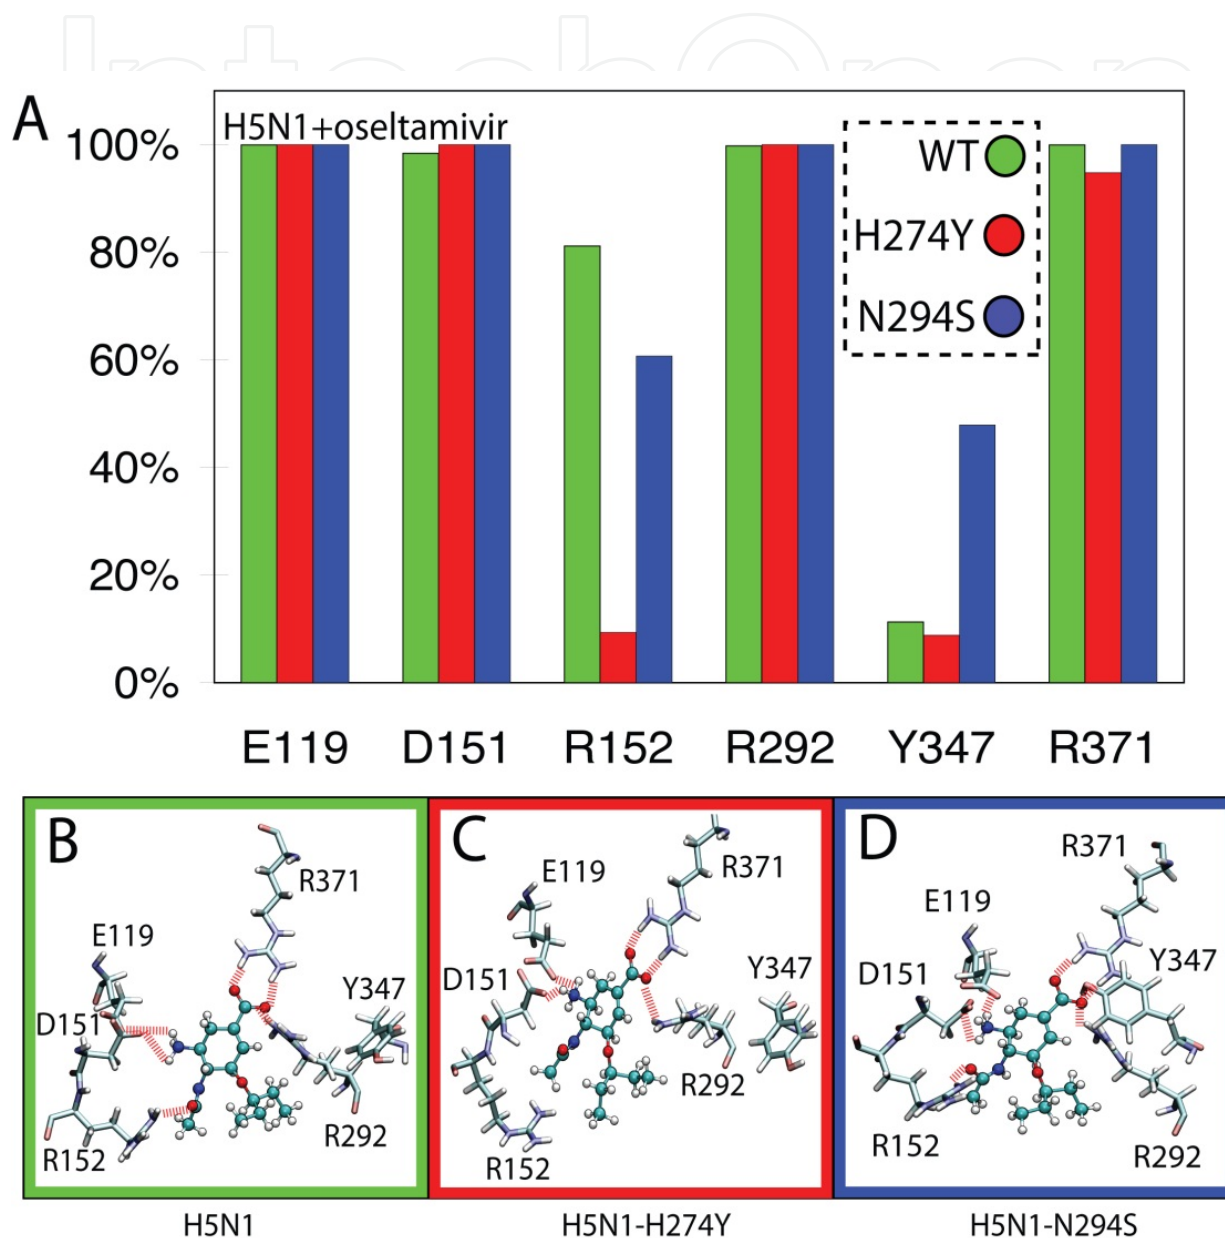 IntechOpen
A
H5N1+oseltamivir
100%
80%
60%
40%
20%
0%
WT
H274Y
N294S
E119 D151 R152 R292 Y347 R371
B
R371
E119
Y347
D151
R292
R152
H5N1
C
E119
R371
D151
Y347
R292
R152
H5N1-H274Y
D
R371
E119
Y347
D151
R152
R292
H5N1-N294S